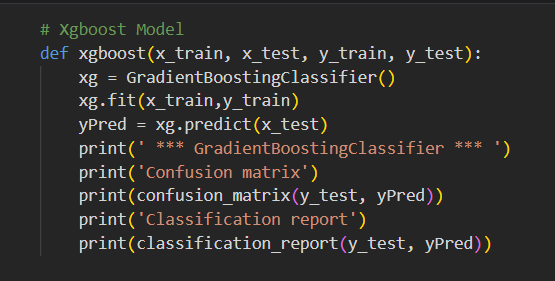 # Xgboost Model
def xgboost(x_train, x_test, y_train, y_test):
    xg = GradientBoostingClassifier()
    xg.fit(x_train,y_train)
    yPred = xg.predict(x_test)
    print(' *** GradientBoostingClassifier *** ')
    print('Confusion matrix')
    print(confusion_matrix(y_test, yPred))
    print('Classification report')
    print(classification_report(y_test, yPred))